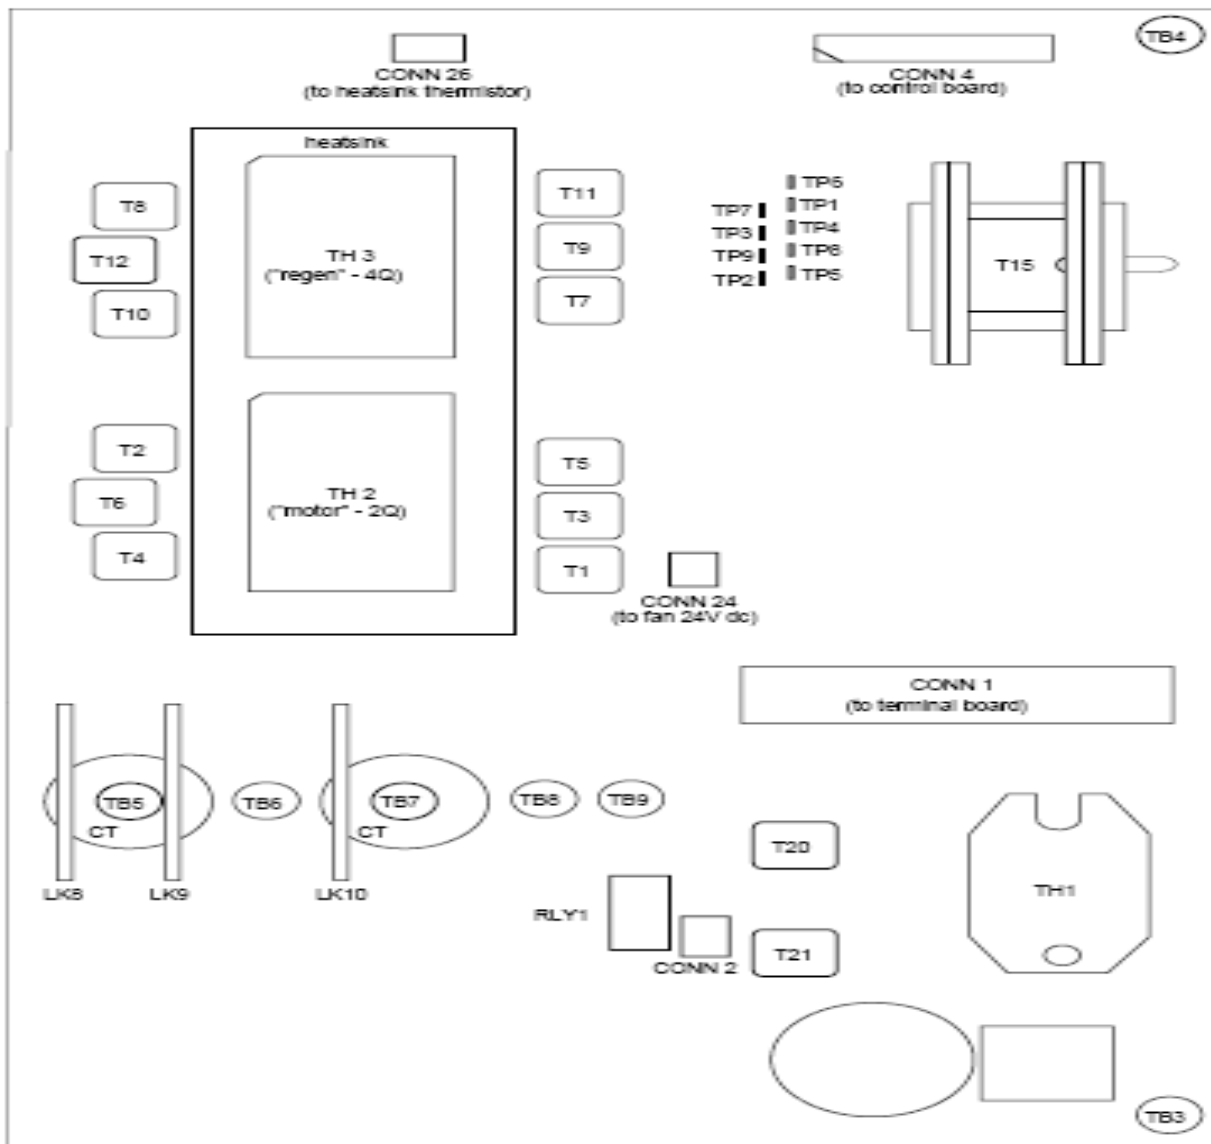 TB4
CONN 26
(to heatsink thermistor)
CONN 4
(to control board)
heatsink
T8
T12
T10
TH 3
("regen" - 4Q)
T11
T9
T7
TP7
TP3
TP9
TP2
TP5
TP1
TP4
TP6
TP5
T15
T2
T6
T4
TH 2
("motor" - 2Q)
T5
T3
T1
CONN 24
(to fan 24V dc)
CONN 1
(to terminal board)
TB5
CT
TB6
TB7
CT
TB8
TB9
LK8
LK9
LK10
T20
TH1
RLY1
CONN 2
T21
TB3